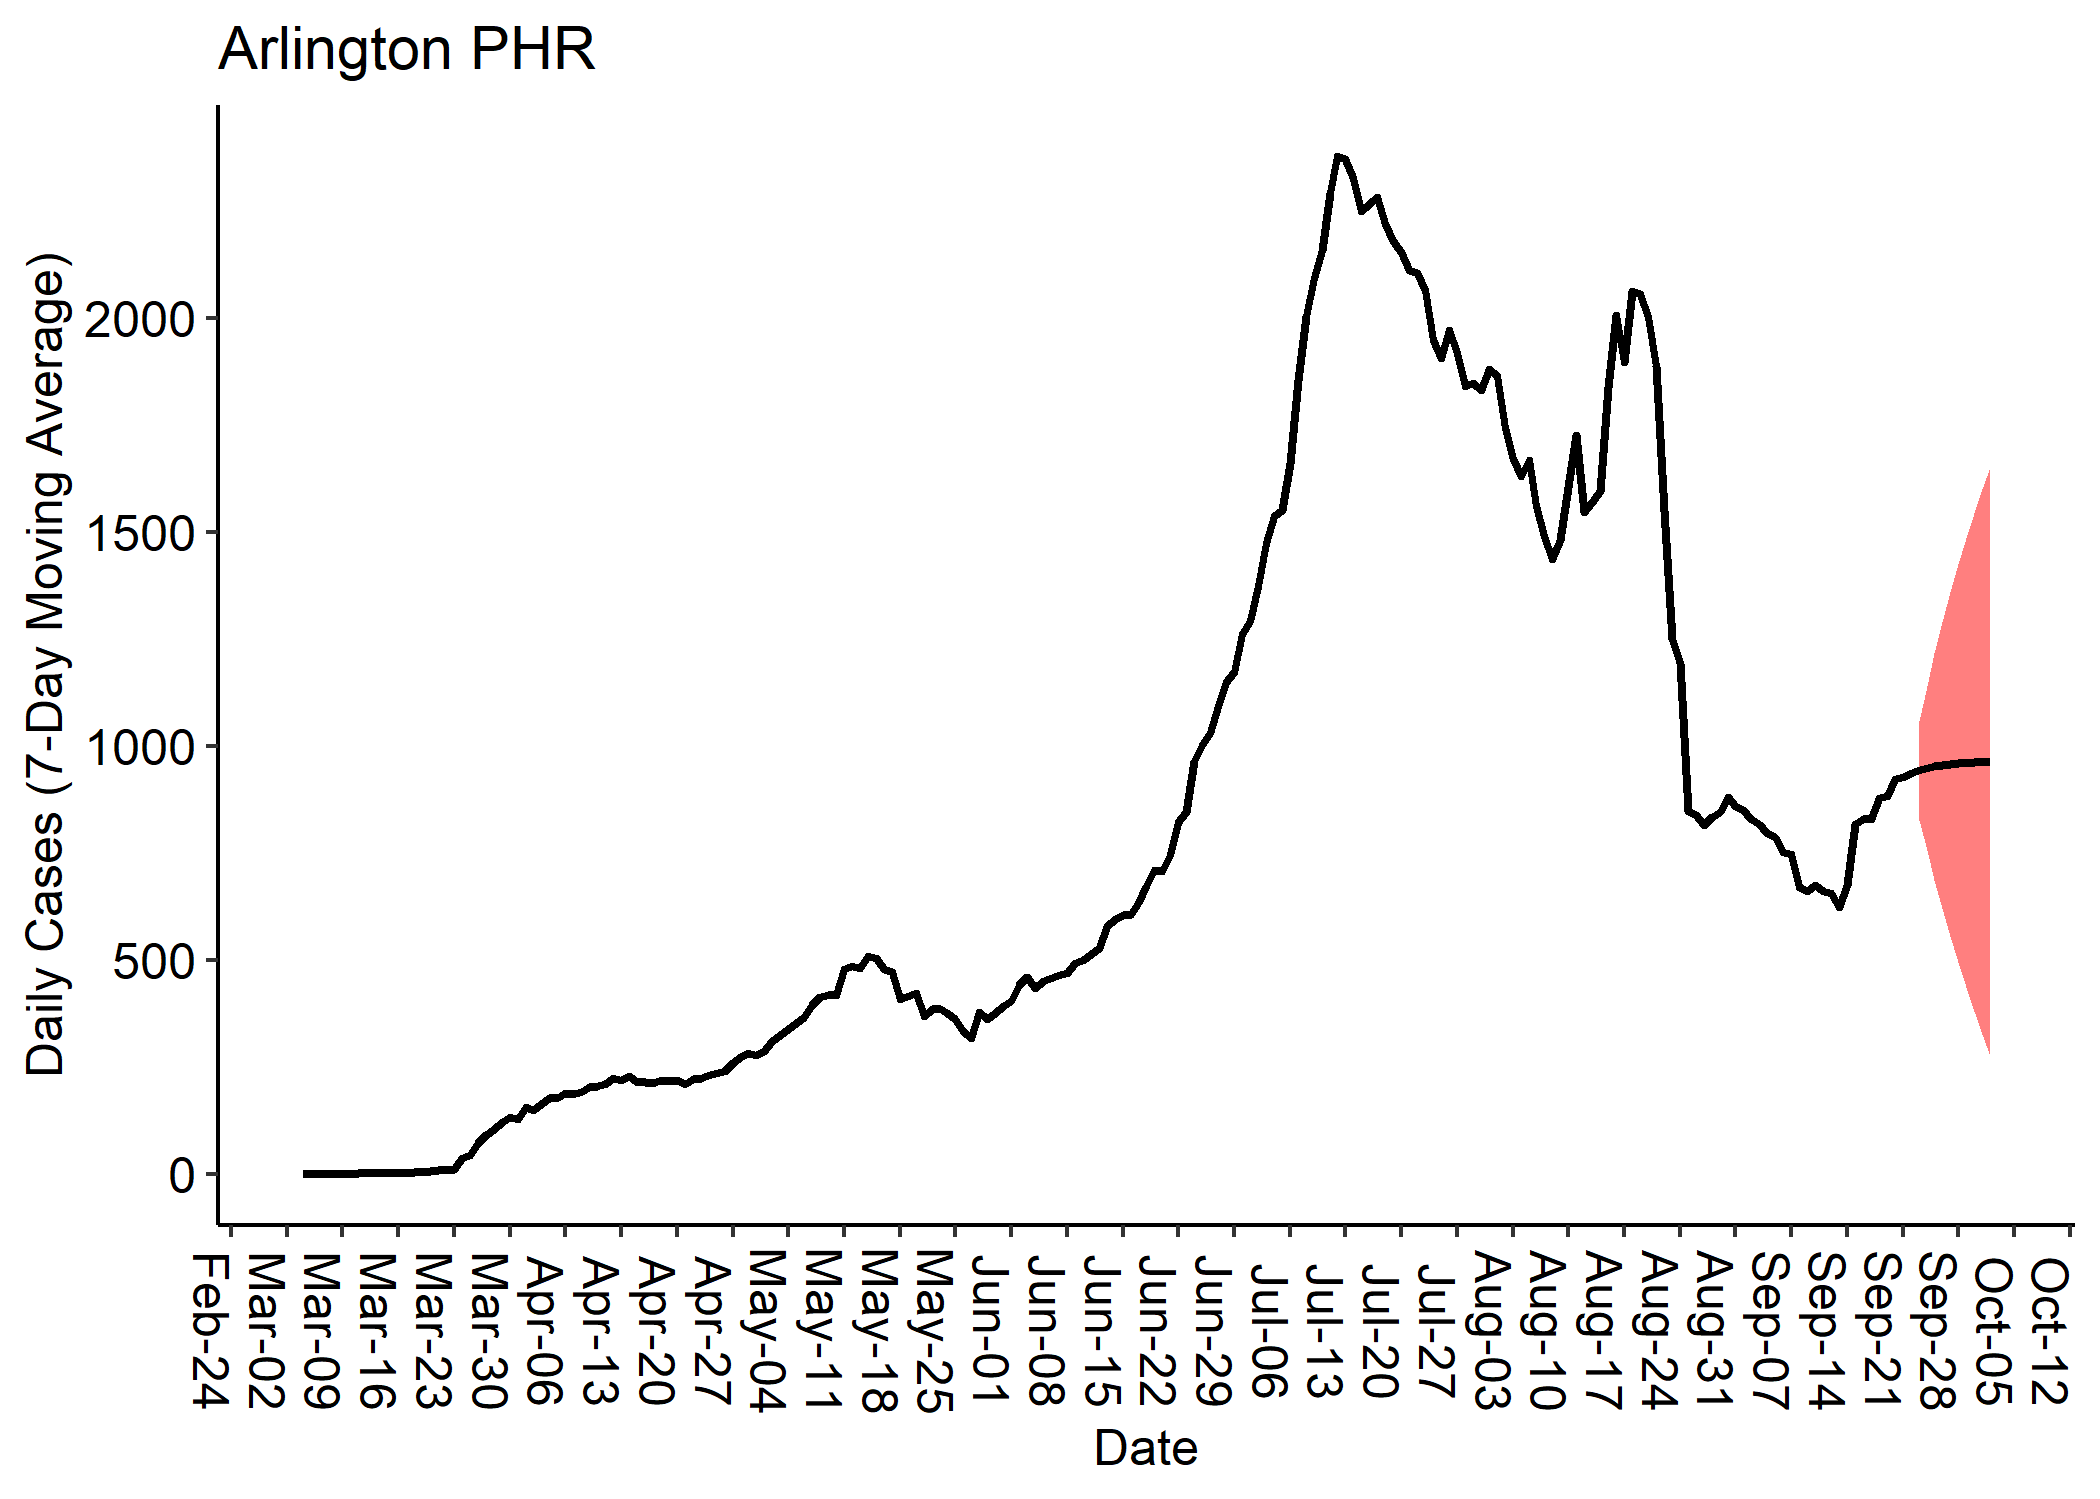 Arlington PHR
Daily Cases (7-Day Moving Average)
2000
1500
1000
500
0
Feb-24
Mar-02
Mar-09
Mar-16
Mar-23
Mar-30
Apr-06
Apr-13
Apr-20
Apr-27
May-04
May-11
May-18
May-25
Jun-01
Jun-08
Jun-15
Jun-22
Jun-29
Jul-06
Jul-13
Jul-20
Jul-27
Aug-03
Aug-10
Aug-17
Aug-24
Aug-31
Sep-07
Sep-14
Sep-21
Sep-28
Oct-05
Oct-12
Date